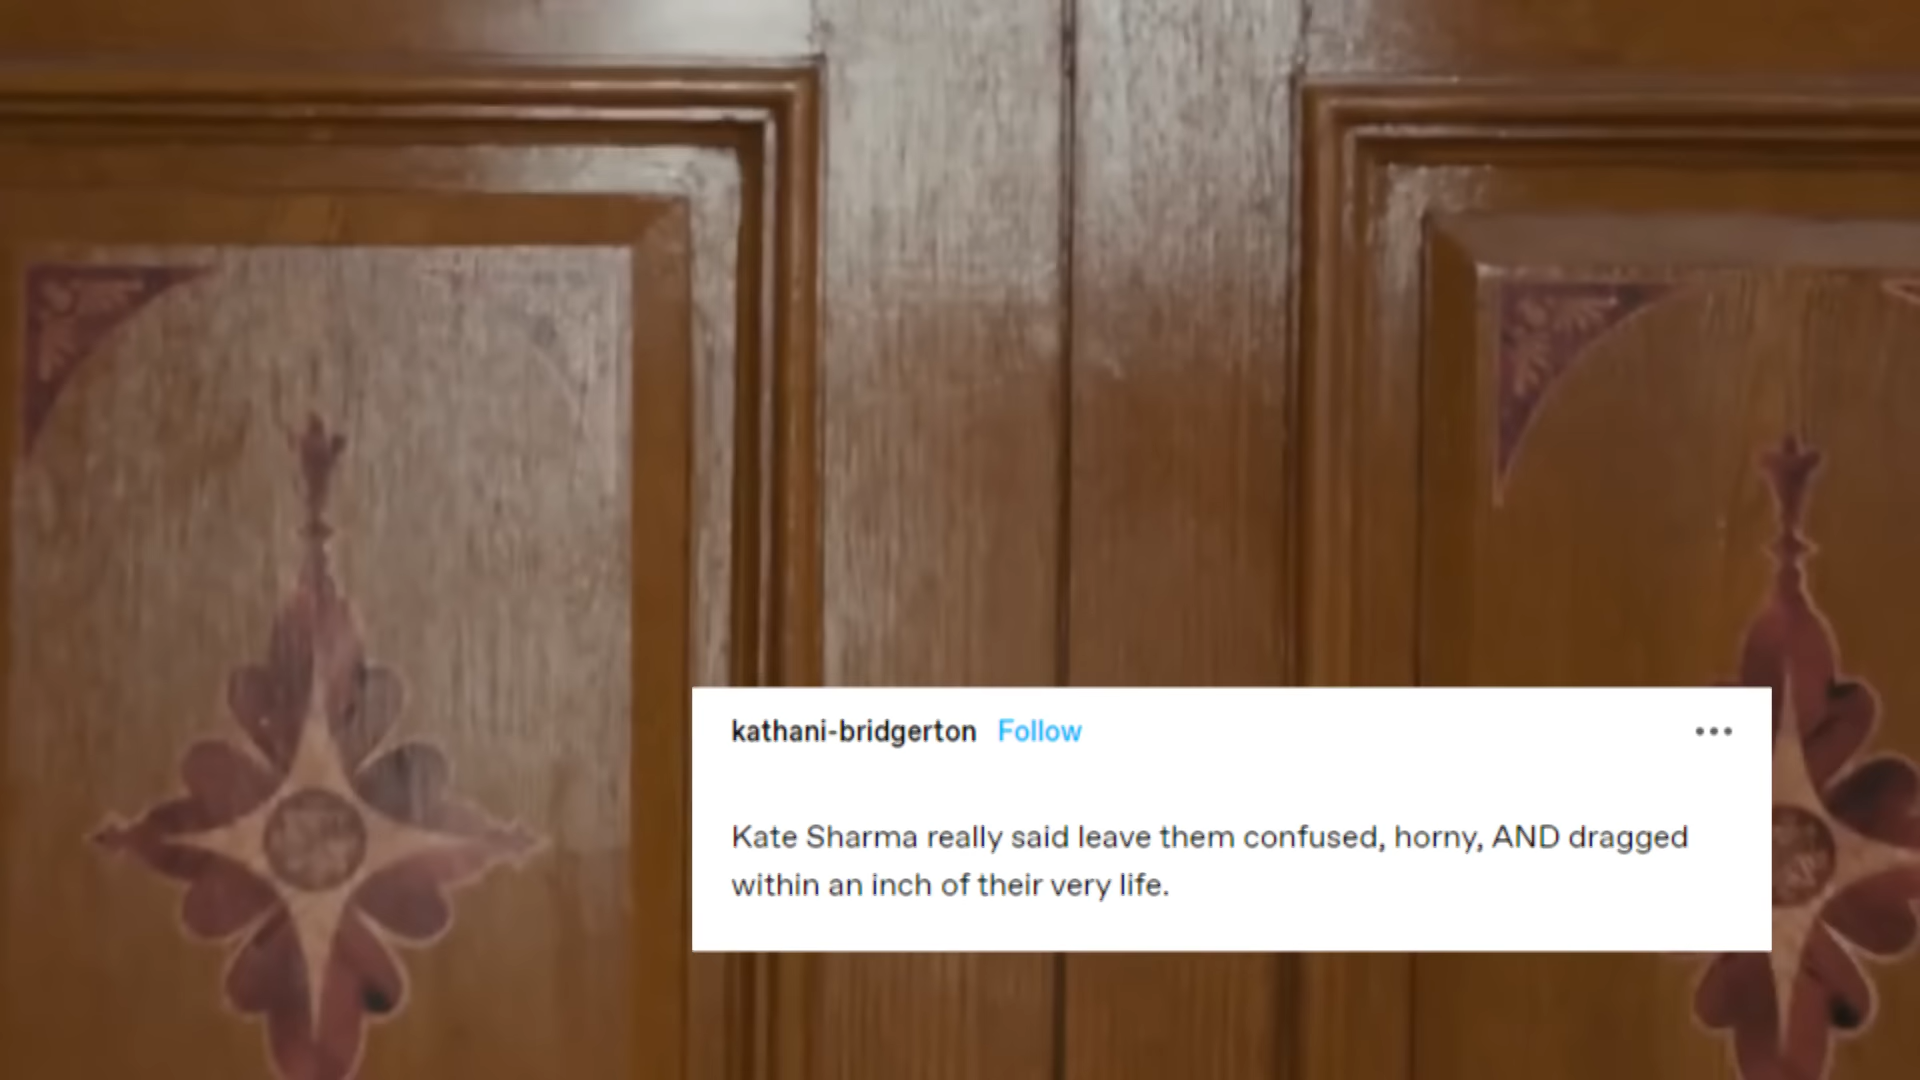 kathani-bridgerton Follow
Kate Sharma really said leave them confused, horny, AND dragged
within an inch of their very life.